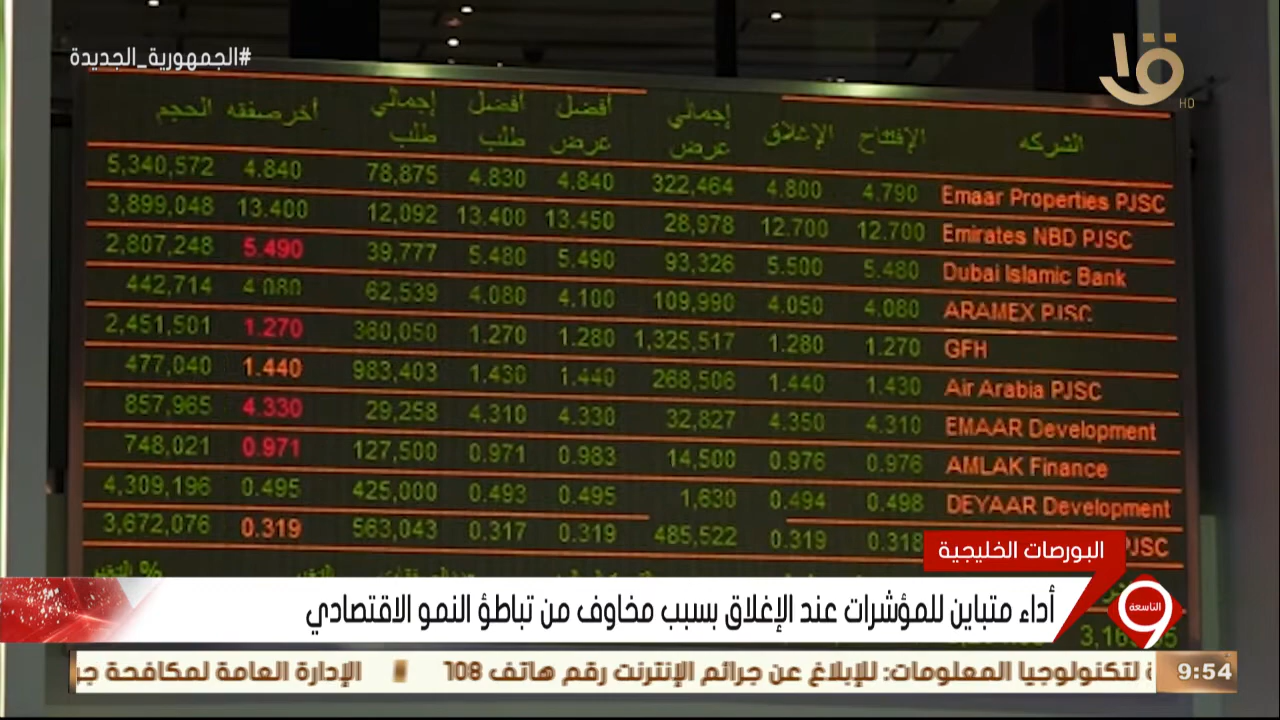 #الجمهورية_الجديدة
HD
الشركه الإفتتاح الإغلاق إجمالي عرض أفضل عرض أفضل طلب إجمالي طلب أخر صفقه الحجم
Emaar Properties PJSC 4.790 4.800 322,464 4.840 4.830 78,875 4.840 5,340,572
Emirates NBD PJSC 12.700 12.700 28,978 13.450 13.400 12,092 13.400 3,899,048
Dubai Islamic Bank 5.480 5.500 93,326 5.490 5.480 39,777 5.490 2,807,248
ARAMEX PJSC 4.080 4.050 109,990 4.100 4.080 62,539 4.080 442,714
GFH 1.270 1.280 1,325,517 1.280 1.270 360,050 1.270 2,451,501
Air Arabia PJSC 1.430 1.440 268,506 1.440 1.430 983,403 1.440 477,040
EMAAR Development 4.310 4.350 32,827 4.330 4.310 29,258 4.330 857,965
AMLAK Finance 0.976 0.976 14,500 0.983 0.971 127,500 0.971 748,021
DEYAAR Development 0.498 0.494 1,630 0.495 0.493 425,000 0.495 4,309,196
PJSC 0.318 0.319 485,522 0.319 0.317 563,043 0.319 3,672,076
البورصات الخليجية
التاسعة
أداء متباين للمؤشرات عند الإغلاق بسبب مخاوف من تباطؤ النمو الاقتصادي
9:54
لتكنولوجيا المعلومات: للإبلاغ عن جرائم الإنترنت رقم هاتف 108 الإدارة العامة لمكافحة